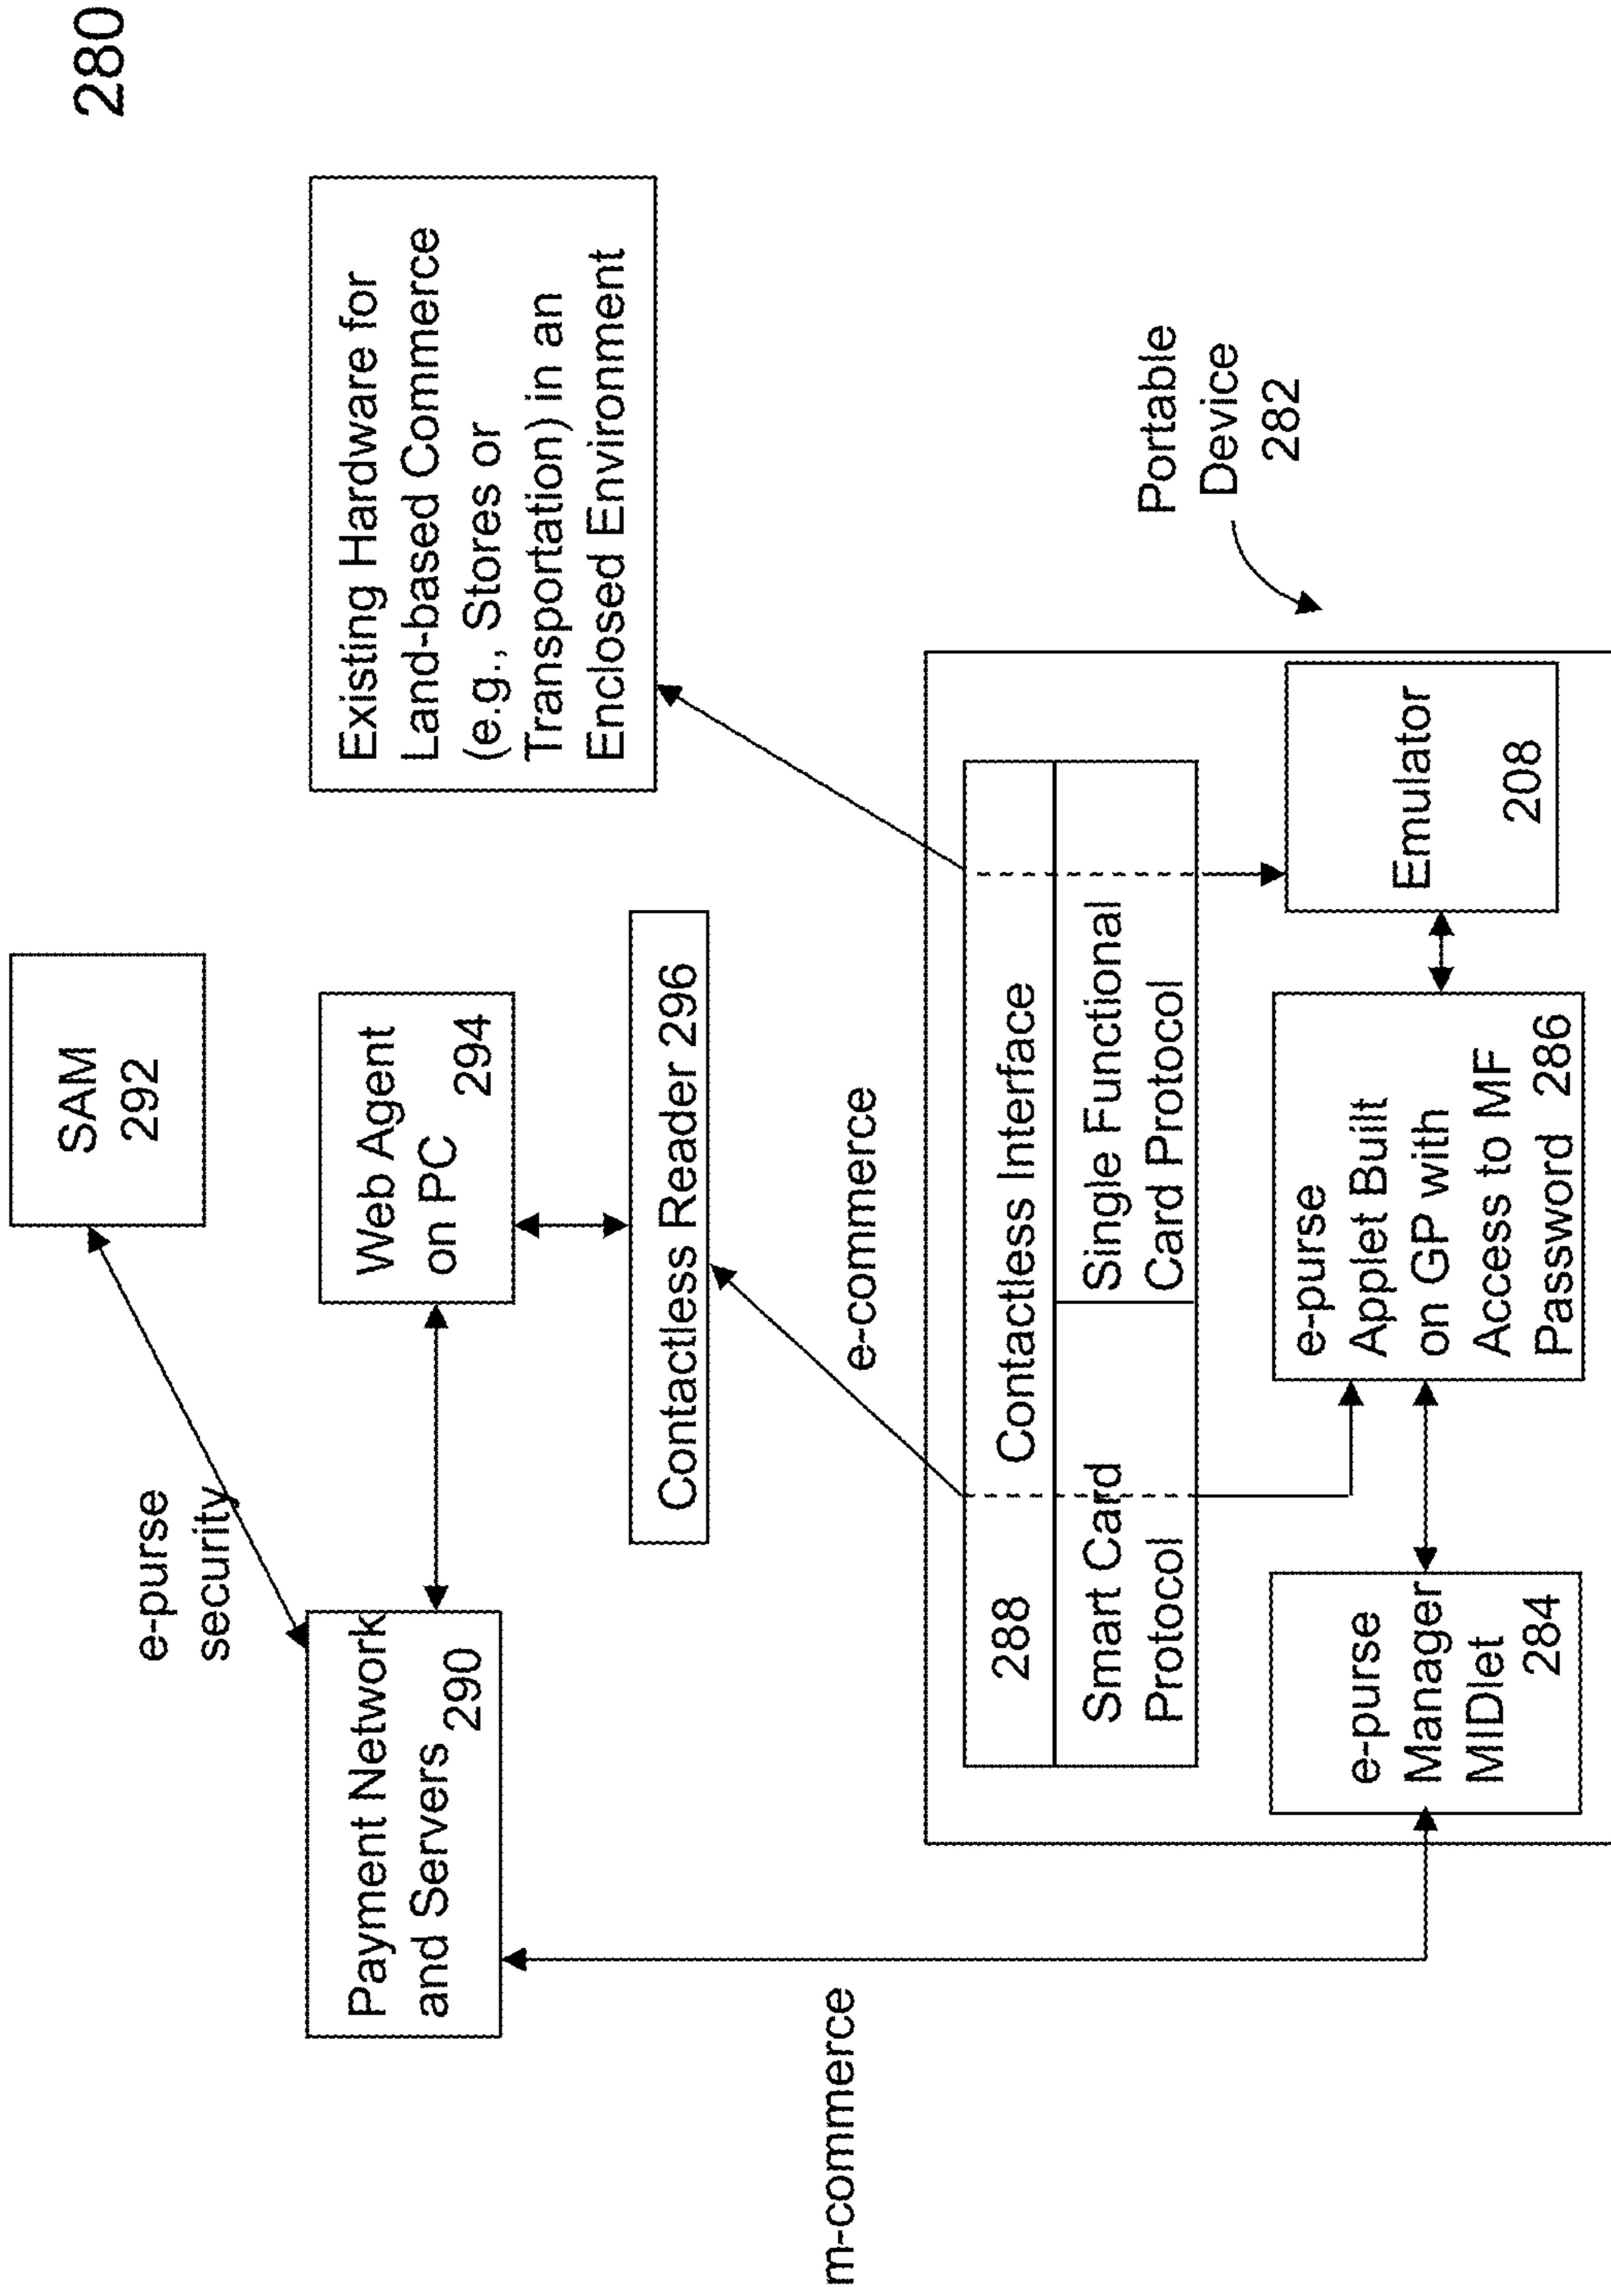 280
SAM
292
e-purse
security
Payment Network
and Servers
290
Web Agent
on PC
294
Existing Hardware for
Land-based Commerce
(e.g., Stores or
Transportation) in an
Enclosed Environment
Contactless Reader 296
m-commerce
e-commerce
Portable
Device
282
288
Contactless Interface
Smart Card
Protocol
Single Functional
Card Protocol
e-purse
Manager
MIDlet
284
e-purse
Applet Built
on GP with
Access to MF
Password 286
Emulator
208